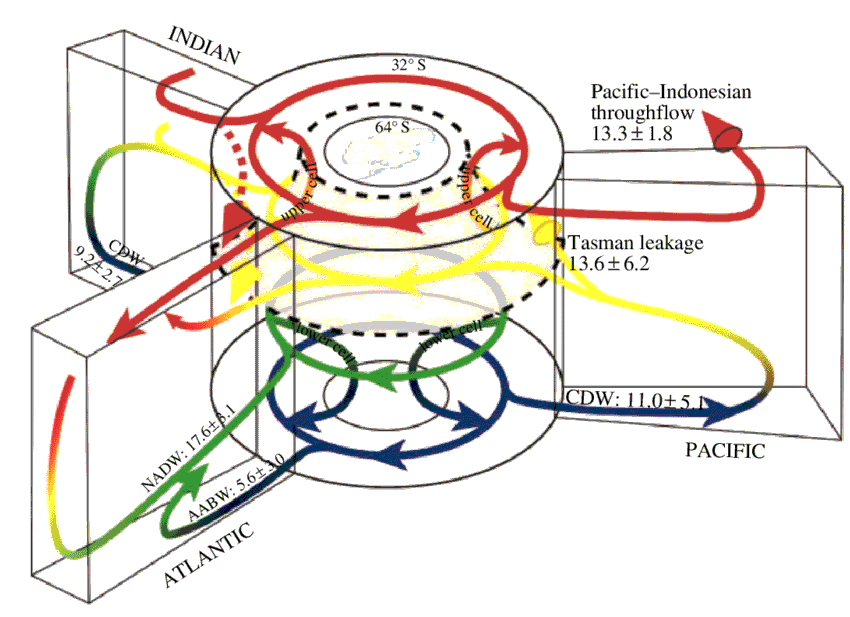 INDIAN
32° S
64° S
Pacific–Indonesian
throughflow
13.3±1.8
upper cell
upper cell
Tasman leakage
13.6±6.2
CDW
9.2±2.7
lower cell
lower cell
CDW: 11.0±5.1
PACIFIC
NADW: 17.6±3.1
AABW: 5.6±3.0
ATLANTIC